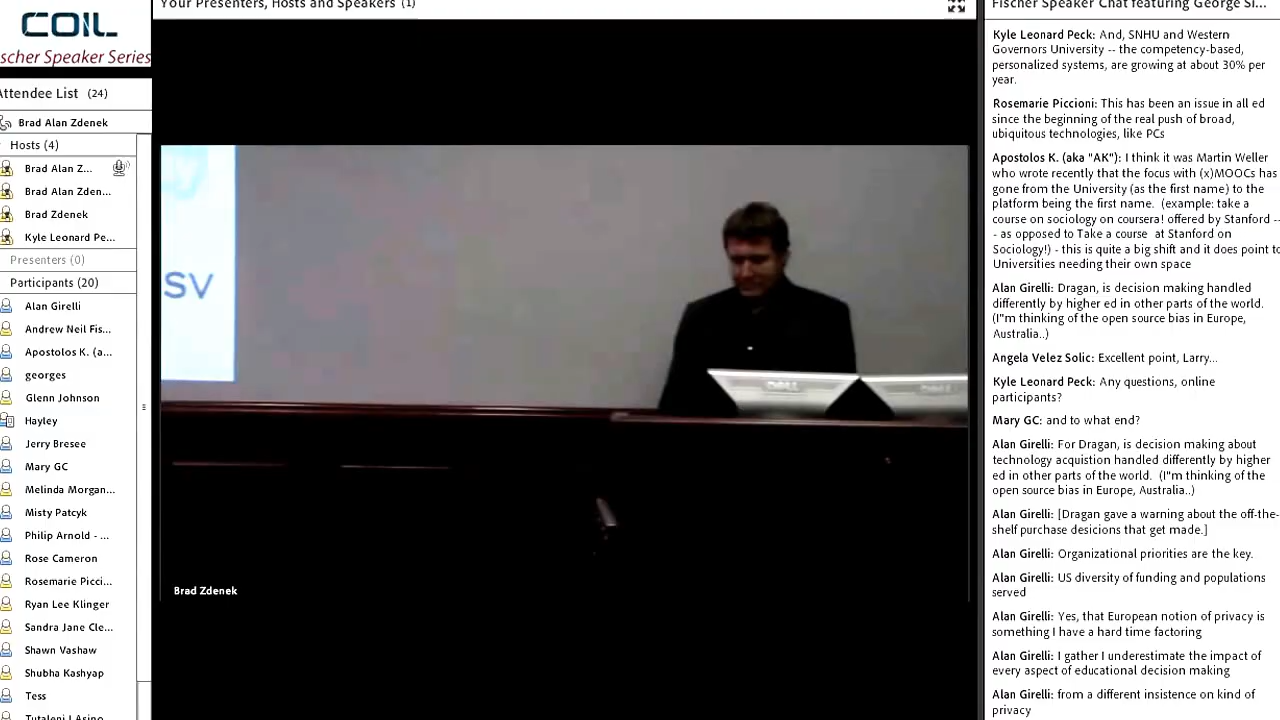 COIL
scher Speaker Series
Attendee List (24)
Brad Alan Zdenek
Hosts (4)
Brad Alan Z...
Brad Alan Zden...
Brad Zdenek
Kyle Leonard Pe...
Presenters (0)
Participants (20)
Alan Girelli
Andrew Neil Fis...
Apostolos K. (a...
georges
Glenn Johnson
Hayley
Jerry Bresee
Mary GC
Melinda Morgan...
Misty Patcyk
Philip Arnold - ...
Rose Cameron
Rosemarie Picci...
Ryan Lee Klinger
Sandra Jane Cle...
Shawn Vashaw
Shubha Kashyap
Tess
Tutaleni I Asino
Your Presenters, Hosts and Speakers (1)
sv
DELL
DELL
Brad Zdenek
Fischer Speaker Chat featuring George Si...
Kyle Leonard Peck: And, SNHU and Western
Governors University -- the competency-based,
personalized systems, are growing at about 30% per
year.
Rosemarie Piccioni: This has been an issue in all ed
since the beginning of the real push of broad,
ubiquitous technologies, like PCs
Apostolos K. (aka "AK"): I think it was Martin Weller
who wrote recently that the focus with (x)MOOCs has
gone from the University (as the first name) to the
platform being the first name. (example: take a
course on sociology on coursera! offered by Stanford --
- as opposed to Take a course at Stanford on
Sociology!) - this is quite a big shift and it does point to
Universities needing their own space
Alan Girelli: Dragan, is decision making handled
differently by higher ed in other parts of the world.
(I"m thinking of the open source bias in Europe,
Australia..)
Angela Velez Solic: Excellent point, Larry...
Kyle Leonard Peck: Any questions, online
participants?
Mary GC: and to what end?
Alan Girelli: For Dragan, is decision making about
technology acquistion handled differently by higher
ed in other parts of the world. (I"m thinking of the
open source bias in Europe, Australia..)
Alan Girelli: [Dragan gave a warning about the off-the-
shelf purchase desicions that get made.]
Alan Girelli: Organizational priorities are the key.
Alan Girelli: US diversity of funding and populations
served
Alan Girelli: Yes, that European notion of privacy is
something I have a hard time factoring
Alan Girelli: I gather I underestimate the impact of
every aspect of educational decision making
Alan Girelli: from a different insistence on kind of
privacy